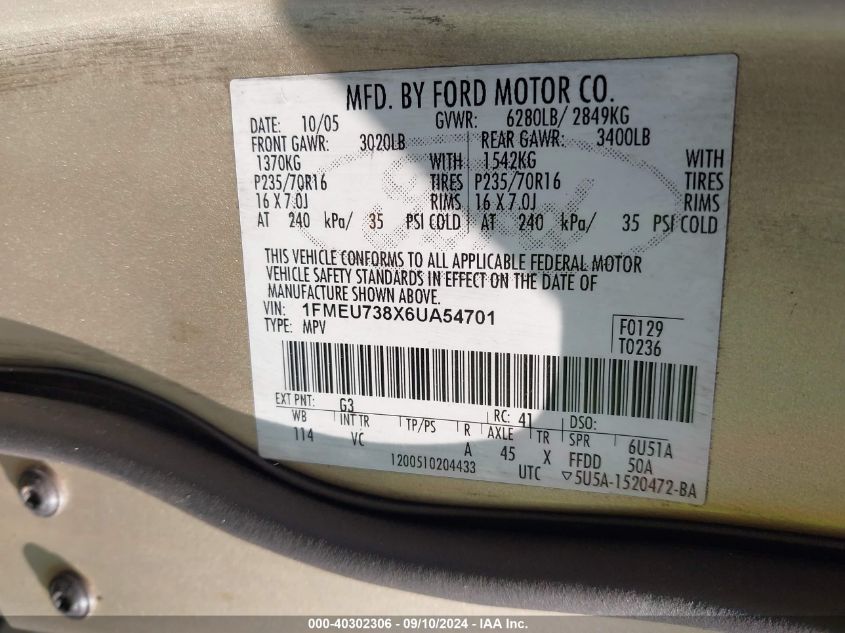 MFD. BY FORD MOTOR CO.
DATE: 10/05 GVWR: 6280LB/ 2849KG
FRONT GAWR: 3020LB REAR GAWR: 3400LB
1370KG WITH 1542KG WITH
P235/70R16 TIRES P235/70R16 TIRES
16 X 7.0J RIMS 16 X 7.0J RIMS
AT 240 kPa/ 35 PSI COLD AT 240 kPa/ 35 PSI COLD
THIS VEHICLE CONFORMS TO ALL APPLICABLE FEDERAL MOTOR
VEHICLE SAFETY STANDARDS IN EFFECT ON THE DATE OF
MANUFACTURE SHOWN ABOVE.
VIN: 1FMEU738X6UA54701
TYPE: MPV
F0129
T0236
EXT PNT: G3 RC: 41 DSO:
WB INT TR TP/PS R AXLE TR SPR 6U51A
114 VC A 45 X FFDD 50A
1200510204433 UTC ▽5U5A-1520472-BA
000-40302306 - 09/10/2024 - IAA Inc.